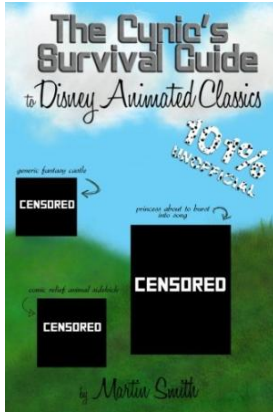 The Cynic's
Survival Guide
to Disney Animated Classics
101%
UNOFFICIAL
generic fantasy castle
CENSORED
princess about to burst
into song
CENSORED
comic relief animal sidekick
CENSORED
by Martin Smith